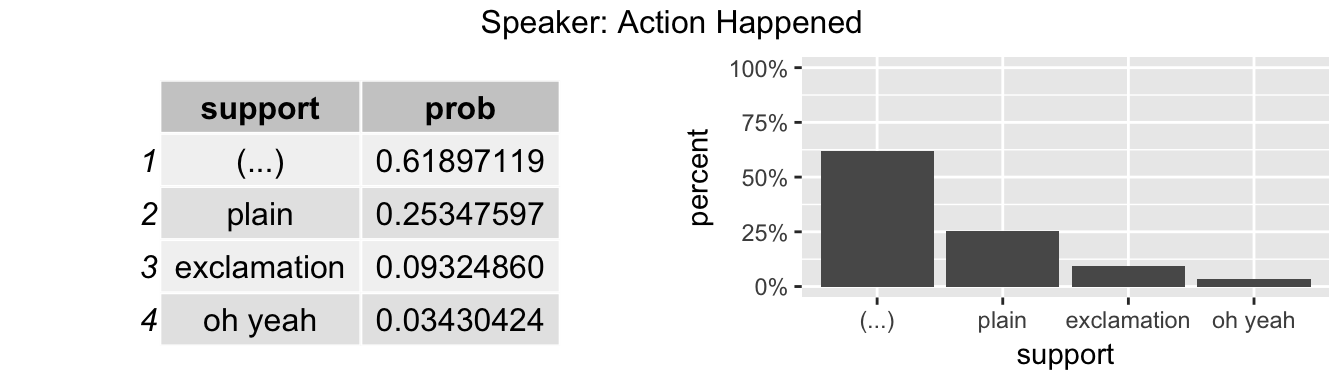 Speaker: Action Happened
support prob
1 (...) 0.61897119
2 plain 0.25347597
3 exclamation 0.09324860
4 oh yeah 0.03430424
percent
100%
75%
50%
25%
0%
(...) plain exclamation oh yeah
support